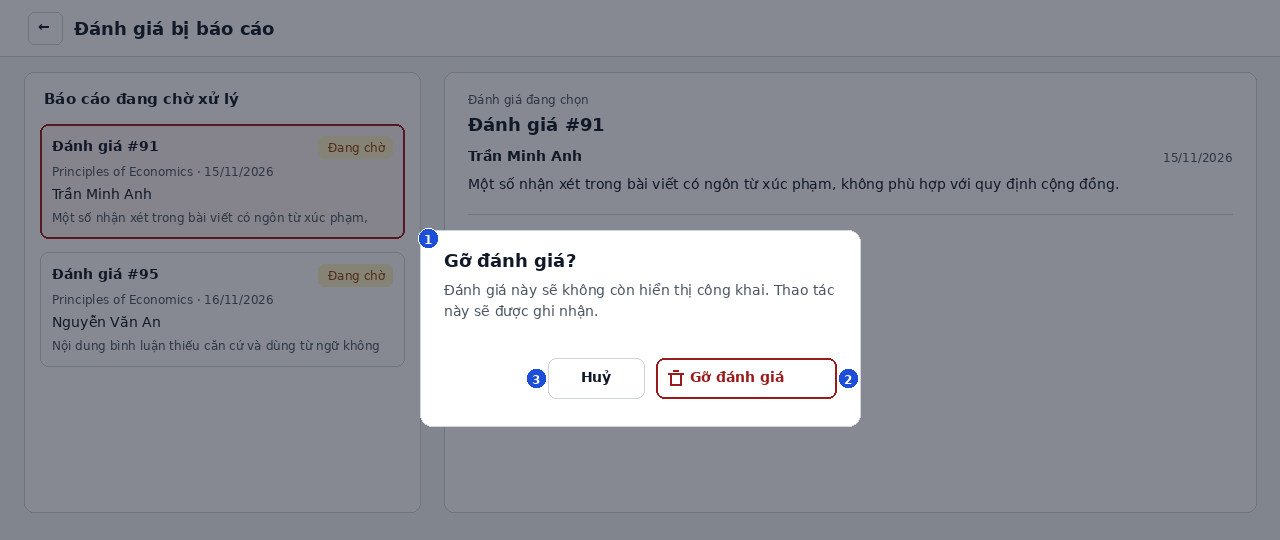 ←
Đánh giá bị báo cáo
Báo cáo đang chờ xử lý
Đánh giá #91
Đang chờ
Principles of Economics · 15/11/2026
Trần Minh Anh
Một số nhận xét trong bài viết có ngôn từ xúc phạm,
Đánh giá #95
Đang chờ
Principles of Economics · 16/11/2026
Nguyễn Văn An
Nội dung bình luận thiếu căn cứ và dùng từ ngữ không
Đánh giá đang chọn
Đánh giá #91
Trần Minh Anh
15/11/2026
Một số nhận xét trong bài viết có ngôn từ xúc phạm, không phù hợp với quy định cộng đồng.
1
Gỡ đánh giá?
Đánh giá này sẽ không còn hiển thị công khai. Thao tác
này sẽ được ghi nhận.
3
Huỷ
Gỡ đánh giá
2